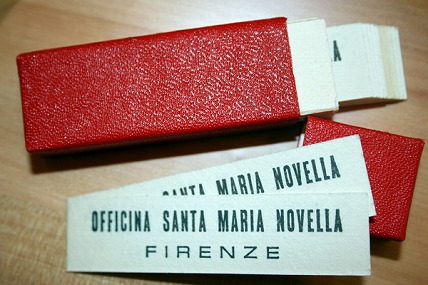 A
SANTA MARIA NOVELLA
OFFICINA SANTA MARIA NOVELLA
FIRENZE